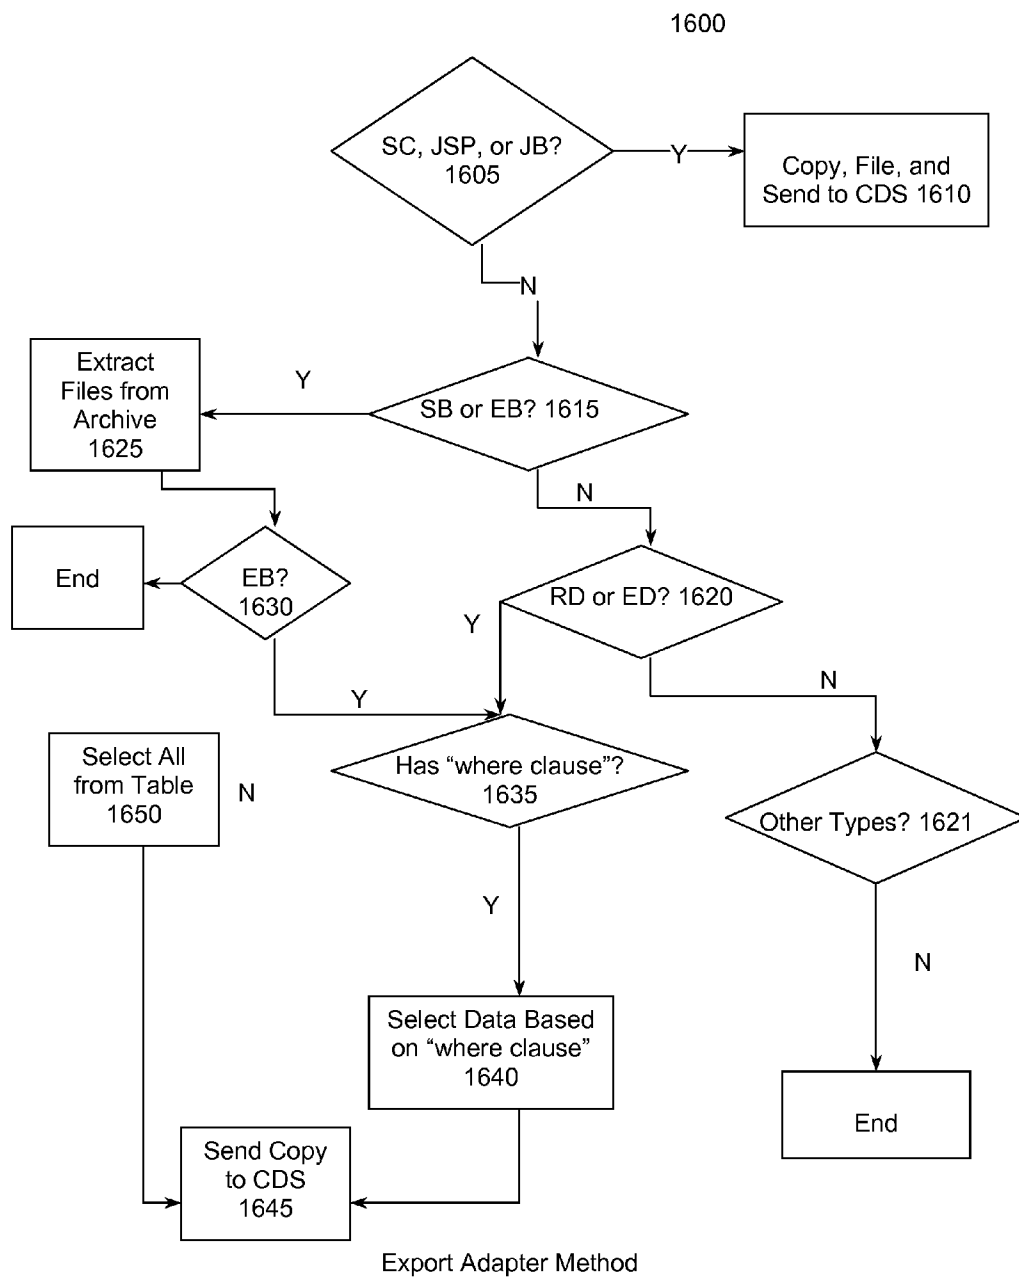 1600
SC, JSP, or JB?
1605
Y
Copy, File, and
Send to CDS 1610
N
Extract
Files from
Archive
1625
Y
SB or EB? 1615
N
End
EB?
1630
RD or ED? 1620
Y
N
Y
Select All
from Table
1650
N
Has “where clause”?
1635
Other Types? 1621
Y
N
Select Data Based
on “where clause”
1640
End
Send Copy
to CDS
1645
Export Adapter Method